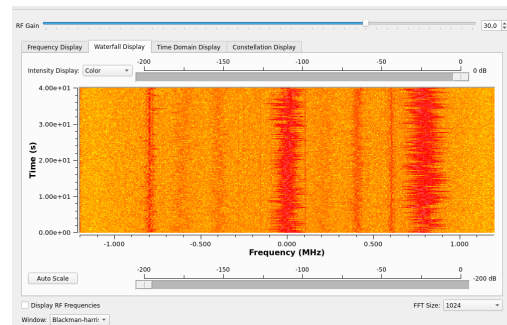 RF Gain 30,0
Frequency Display Waterfall Display Time Domain Display Constellation Display
-200 -150 -100 -50 0
Intensity Display: Color 0 dB
4.00e+01
3.00e+01
2.00e+01
1.00e+01
0.00e+00
Time (s)
-1.000 -0.500 0.000 0.500 1.000
Frequency (MHz)
-200 -150 -100 -50 0
Auto Scale -200 dB
Display RF Frequencies FFT Size: 1024
Window: Blackman-harris